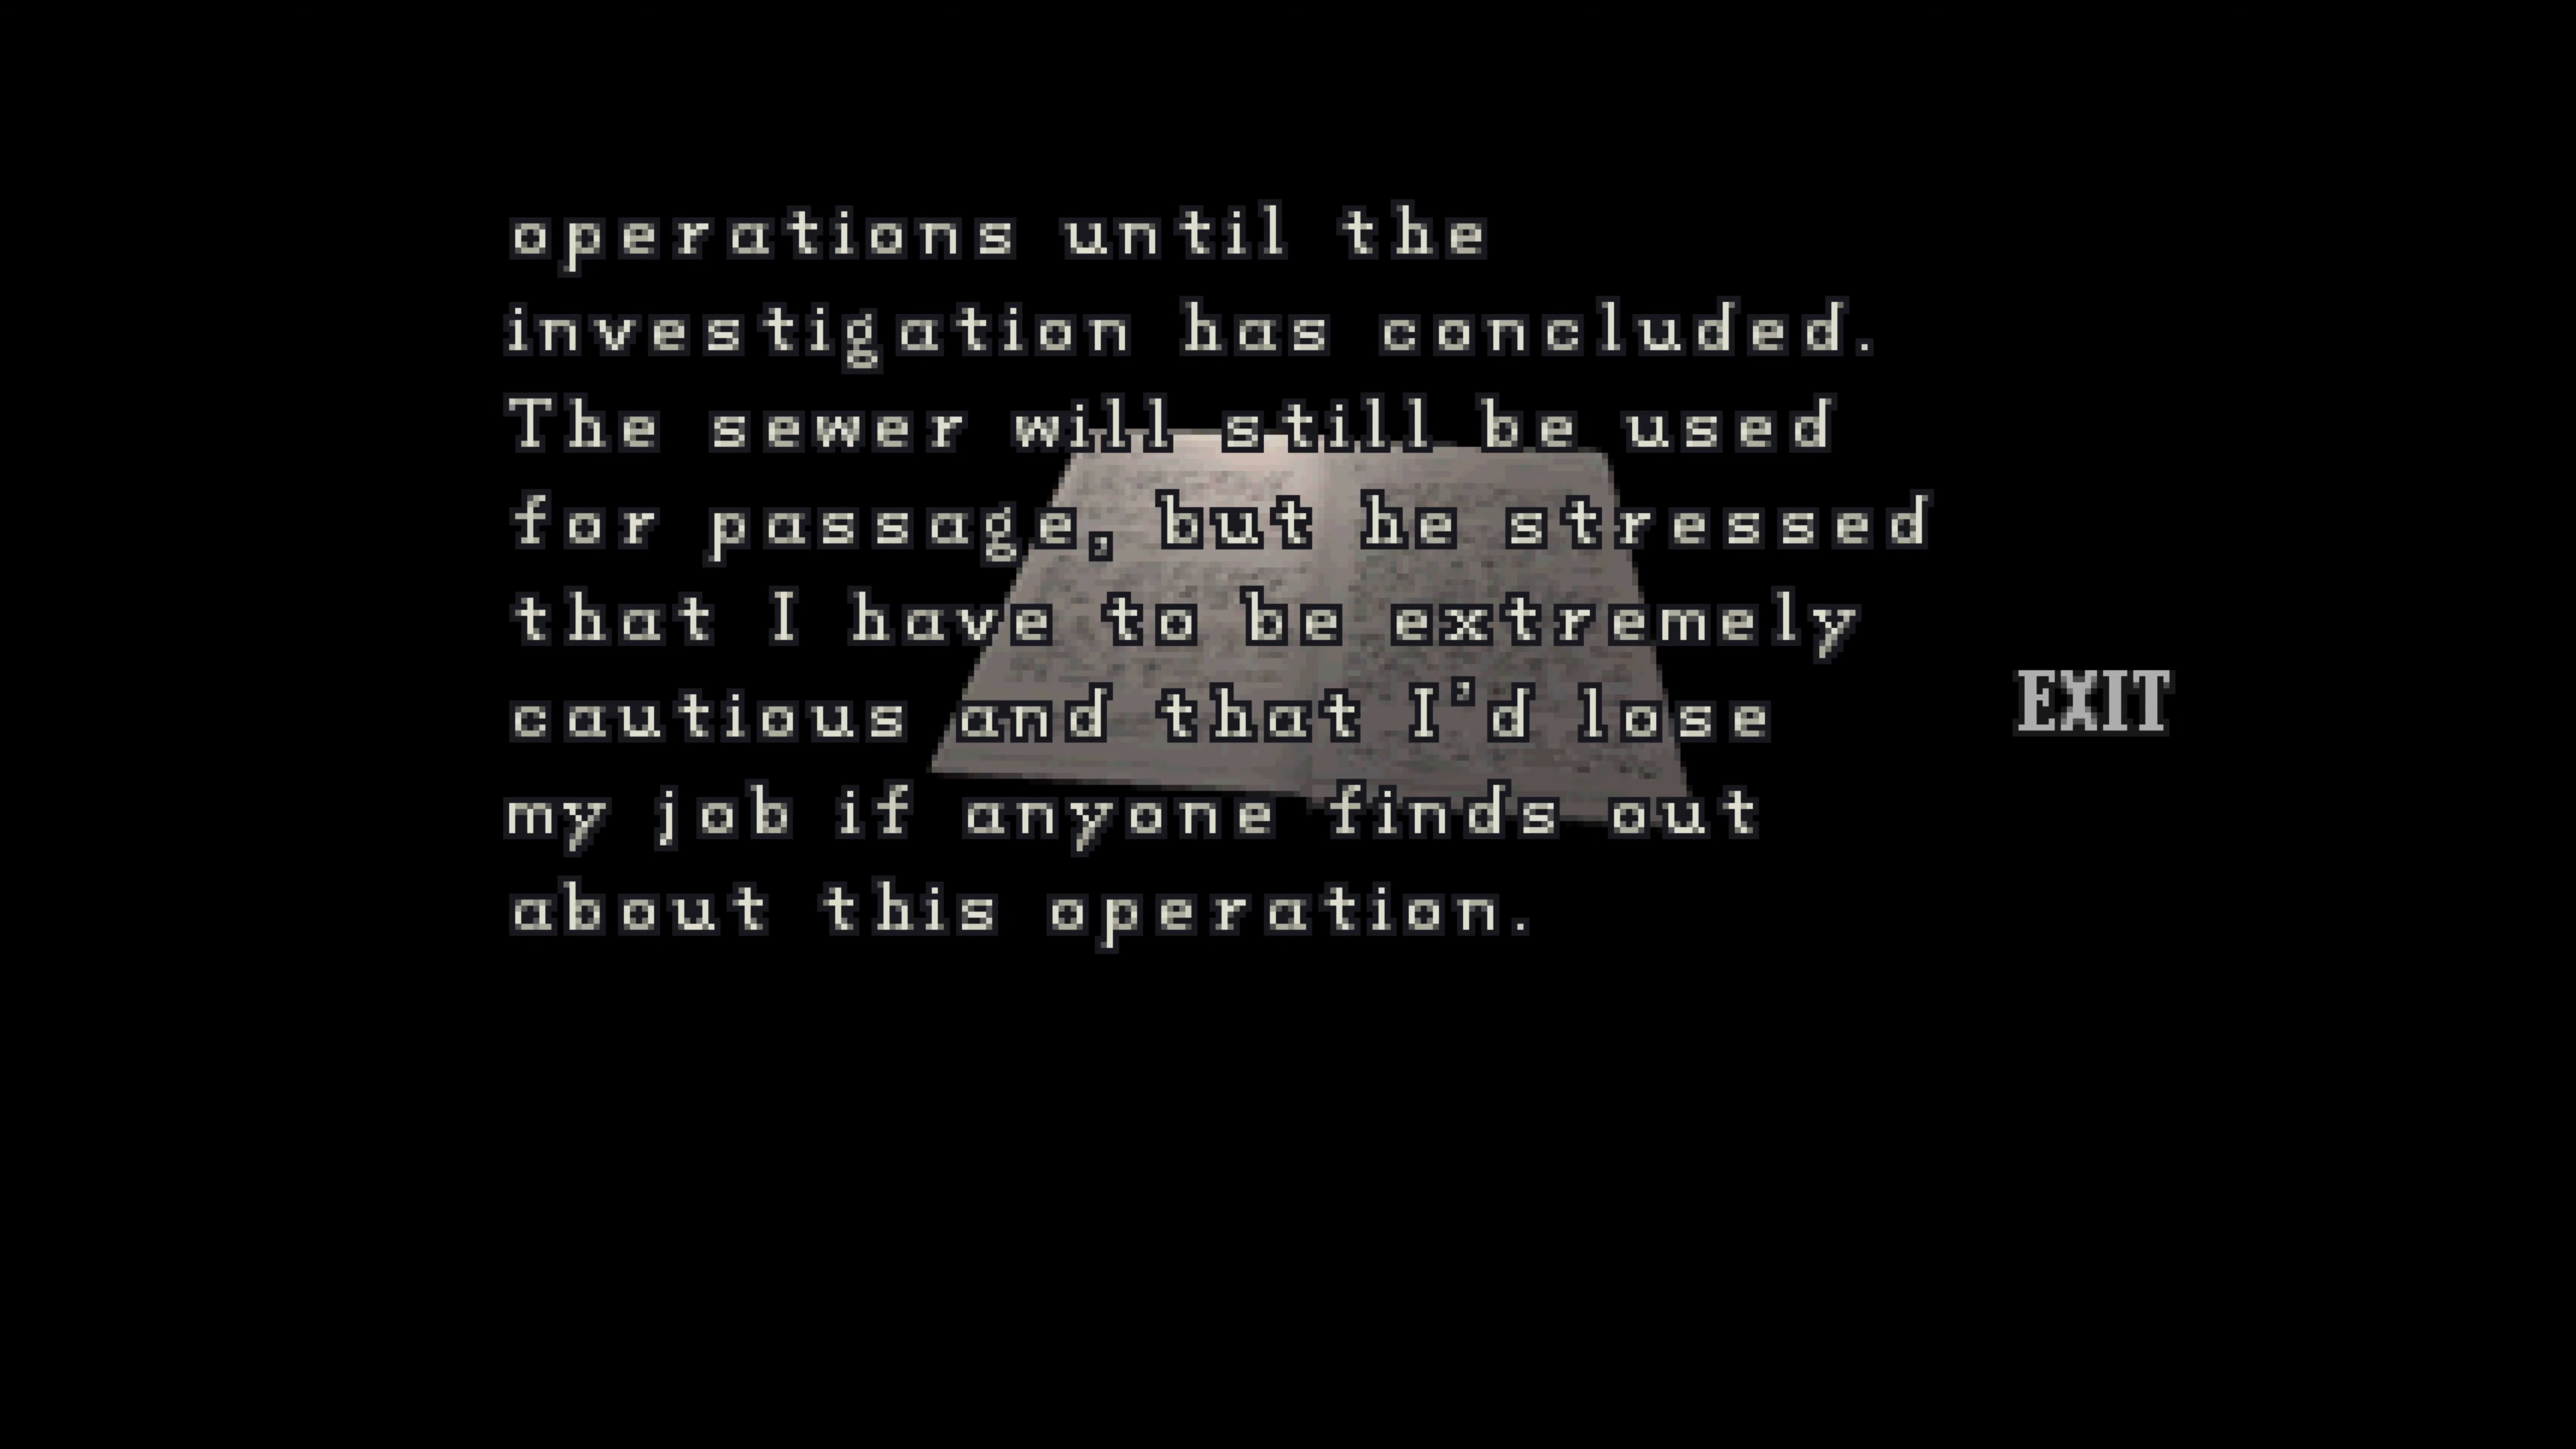 operations until the
investigation has concluded.
The sewer will still be used
for passage, but he stressed
that I have to be extremely
cautious and that I'd lose
EXIT
my job if anyone finds out
about this operation.